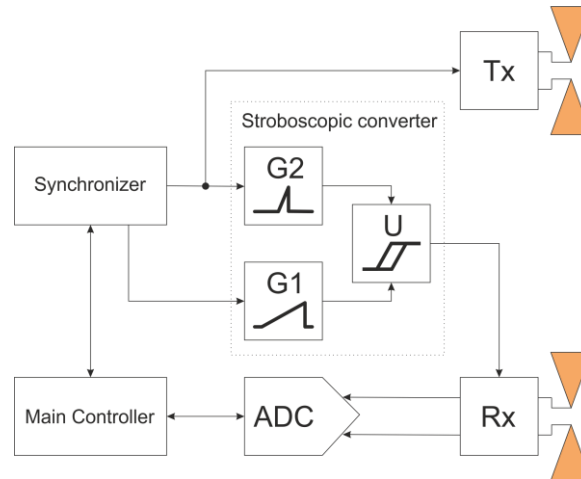 Tx
Stroboscopic converter
Synchronizer
G2
U
G1
Main Controller
ADC
Rx